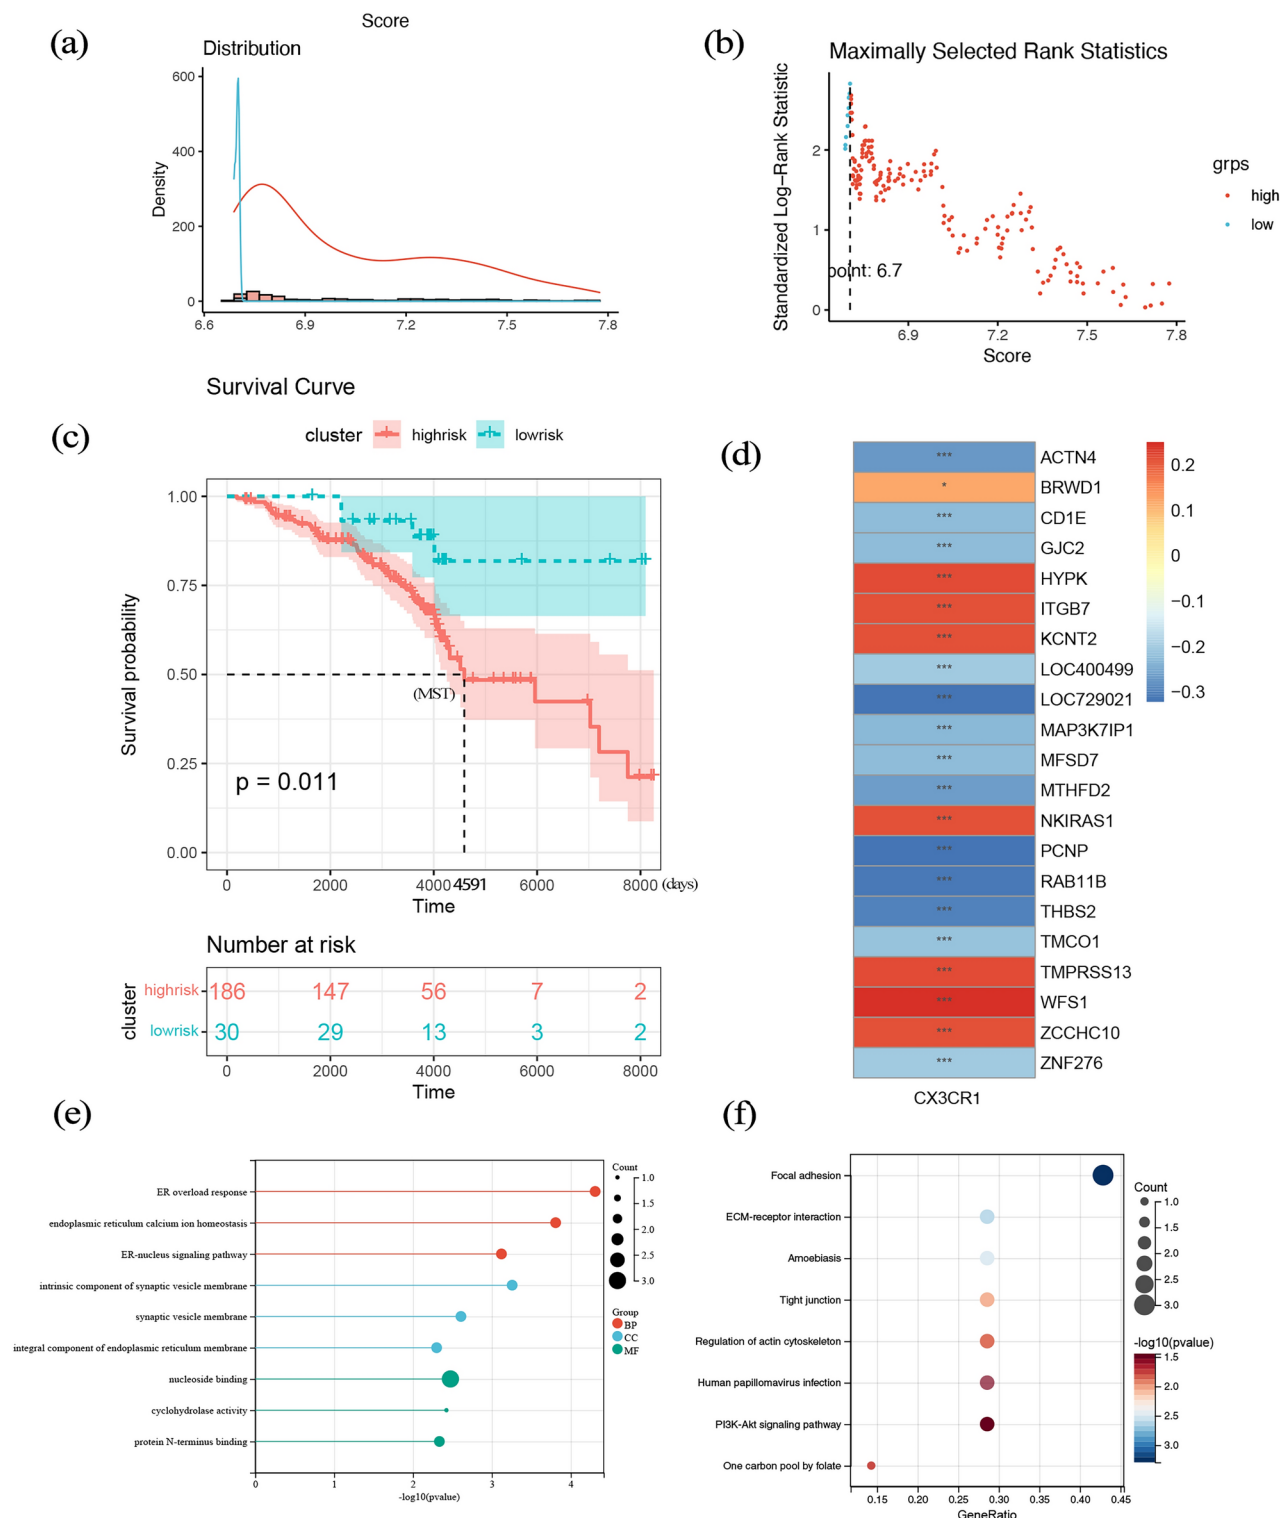 (a)
Score
Distribution
Density
600
400
200
0
6.6
6.9
7.2
7.5
7.8
(b)
Maximally Selected Rank Statistics
Standardized Log-Rank Statistic
2
1
0
point: 6.7
6.9
7.2
7.5
7.8
Score
grps
high
low
Survival Curve
(c)
cluster
highrisk
lowrisk
Survival probability
1.00
0.75
0.50
0.25
0.00
(MST)
p = 0.011
0
2000
4000
4591
6000
8000
(days)
Time
Number at risk
cluster
highrisk
186
147
56
7
2
lowrisk
30
29
13
3
2
0
2000
4000
6000
8000
Time
(d)
*** ACTN4
* BRWD1
*** CD1E
*** GJC2
*** HYPK
*** ITGB7
*** KCNT2
*** LOC400499
*** LOC729021
*** MAP3K7IP1
*** MFSD7
*** MTHFD2
*** NKIRAS1
*** PCNP
*** RAB11B
*** THBS2
*** TMCO1
*** TMPRSS13
*** WFS1
*** ZCCHC10
*** ZNF276
CX3CR1
0.2
0.1
0
−0.1
−0.2
−0.3
(e)
ER overload response
endoplasmic reticulum calcium ion homeostasis
ER-nucleus signaling pathway
intrinsic component of synaptic vesicle membrane
synaptic vesicle membrane
integral component of endoplasmic reticulum membrane
nucleoside binding
cyclohydrolase activity
protein N-terminus binding
0
1
2
3
4
-log10(pvalue)
Count
1.0
1.5
2.0
2.5
3.0
Group
BP
CC
MF
(f)
Focal adhesion
ECM-receptor interaction
Amoebiasis
Tight junction
Regulation of actin cytoskeleton
Human papillomavirus infection
PI3K-Akt signaling pathway
One carbon pool by folate
0.15
0.20
0.25
0.30
0.35
0.40
0.45
GeneRatio
Count
1.0
1.5
2.0
2.5
3.0
-log10(pvalue)
1.5
2.0
2.5
3.0